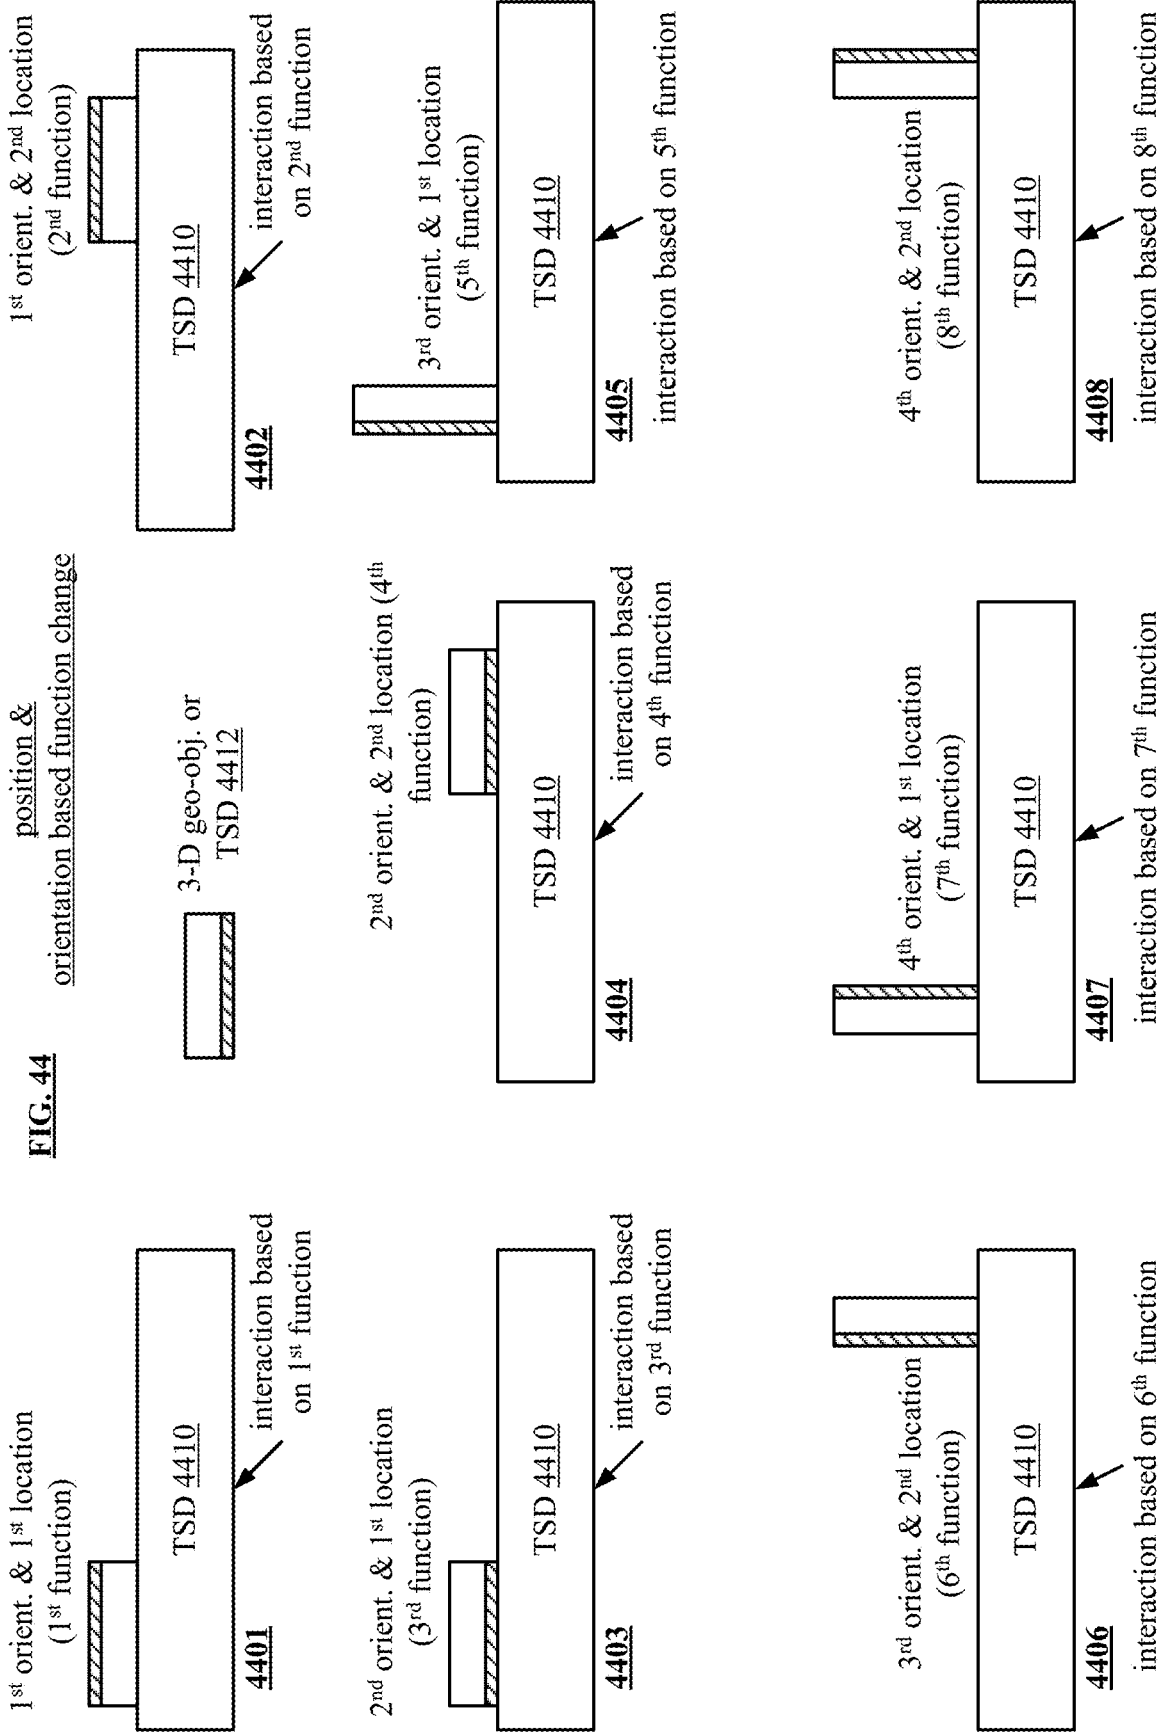 FIG. 44
position &
orientation based function change
3-D geo-obj. or
TSD 4412
1st orient. & 1st location
(1st function)
TSD 4410
4401
interaction based
on 1st function
1st orient. & 2nd location
(2nd function)
TSD 4410
4402
interaction based
on 2nd function
2nd orient. & 1st location
(3rd function)
TSD 4410
4403
interaction based
on 3rd function
2nd orient. & 2nd location (4th
function)
TSD 4410
4404
interaction based
on 4th function
3rd orient. & 1st location
(5th function)
TSD 4410
4405
interaction based on 5th function
3rd orient. & 2nd location
(6th function)
TSD 4410
4406
interaction based on 6th function
4th orient. & 1st location
(7th function)
TSD 4410
4407
interaction based on 7th function
4th orient. & 2nd location
(8th function)
TSD 4410
4408
interaction based on 8th function